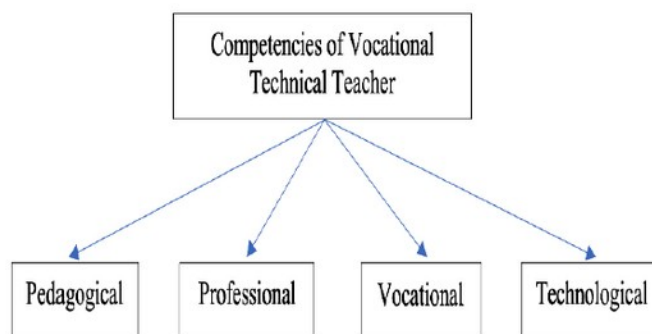 Competencies of Vocational
Technical Teacher
Pedagogical
Professional
Vocational
Technological